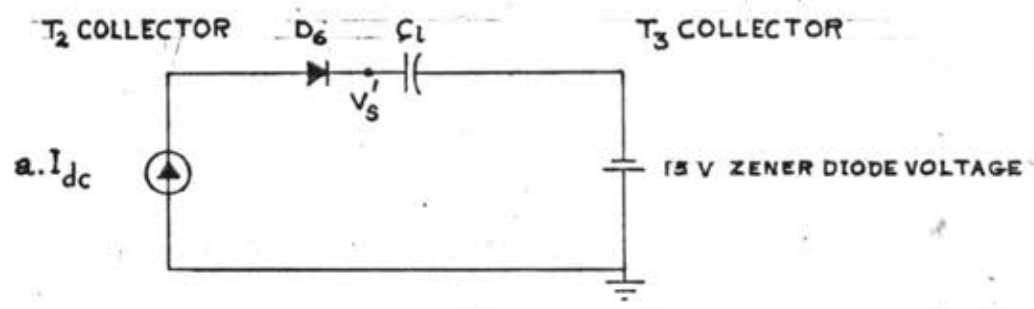 T2 COLLECTOR D6 C1 T3 COLLECTOR
V's
a.Idc
15 V ZENER DIODE VOLTAGE